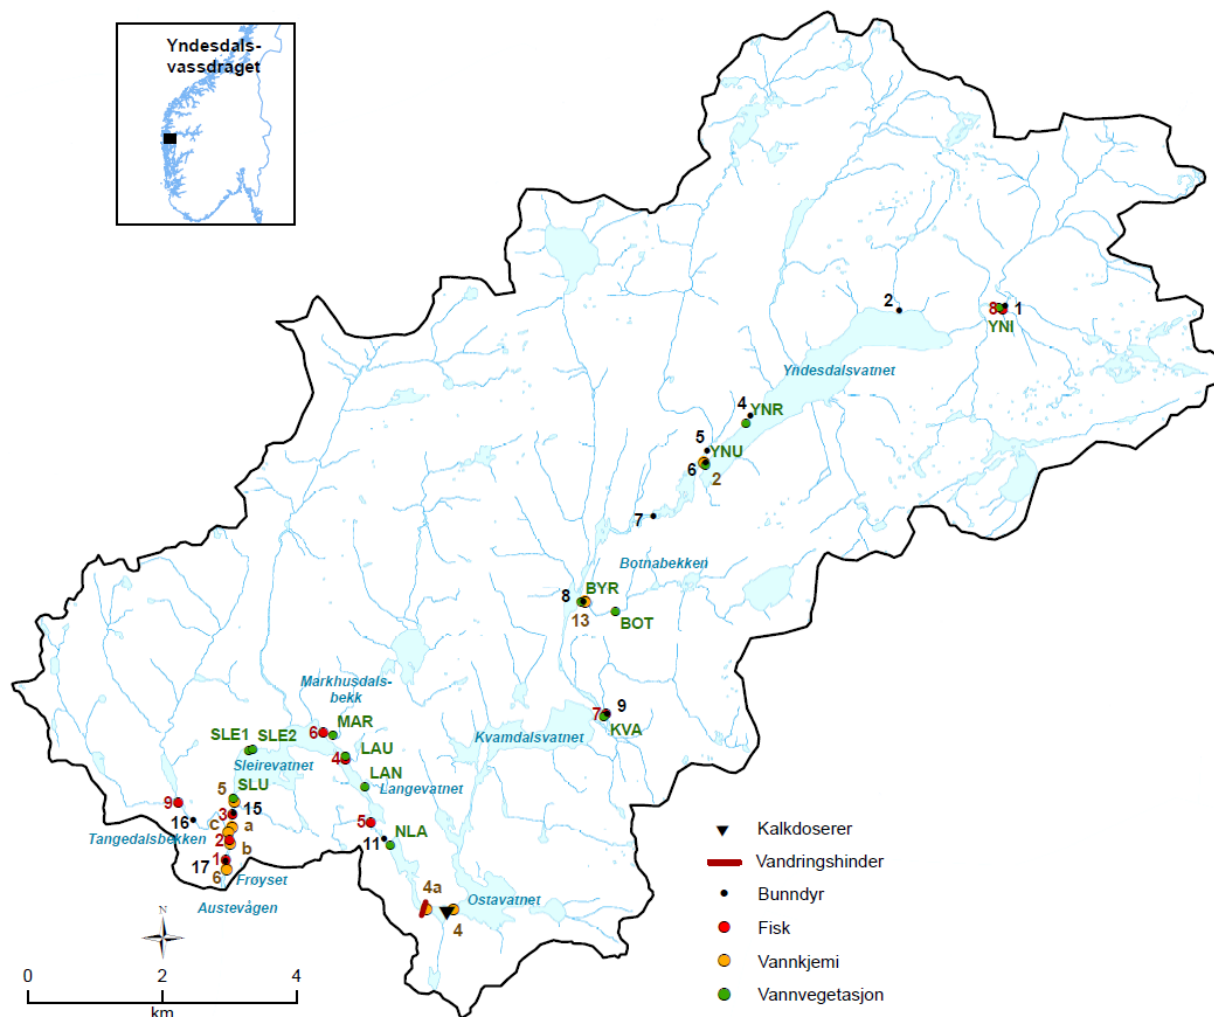 Yndesdals-
vassdraget
2
8
1
YNI
Yndesdalsvatnet
4
YNR
5
YNU
6
2
7
Botnabekken
8
BYR
13
BOT
Markhusdals-
bekk
9
7
KVA
Kvamdalsvatnet
6
MAR
SLE1
SLE2
LAU
4
Sleirevatnet
LAN
Langevatnet
SLU
5
9
3
15
16
c
a
5
Tangedalsbekken
2
b
11
NLA
1
17
6
Frøyset
Austevågen
4a
Ostavatnet
4
N
0
2
4
km
Kalkdoserer
Vandringshinder
Bunndyr
Fisk
Vannkjemi
Vannvegetasjon